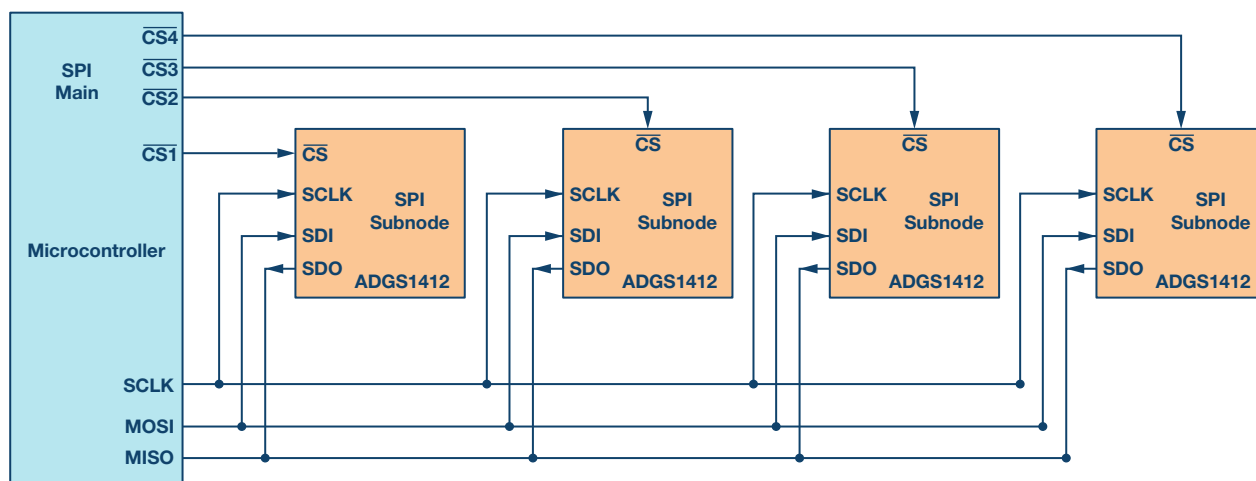 SPI
Main
Microcontroller
CS4
CS3
CS2
CS1
SCLK
MOSI
MISO
CS
SCLK
SDI
SDO
SPI
Subnode
ADGS1412
CS
SCLK
SDI
SDO
SPI
Subnode
ADGS1412
CS
SCLK
SDI
SDO
SPI
Subnode
ADGS1412
CS
SCLK
SDI
SDO
SPI
Subnode
ADGS1412